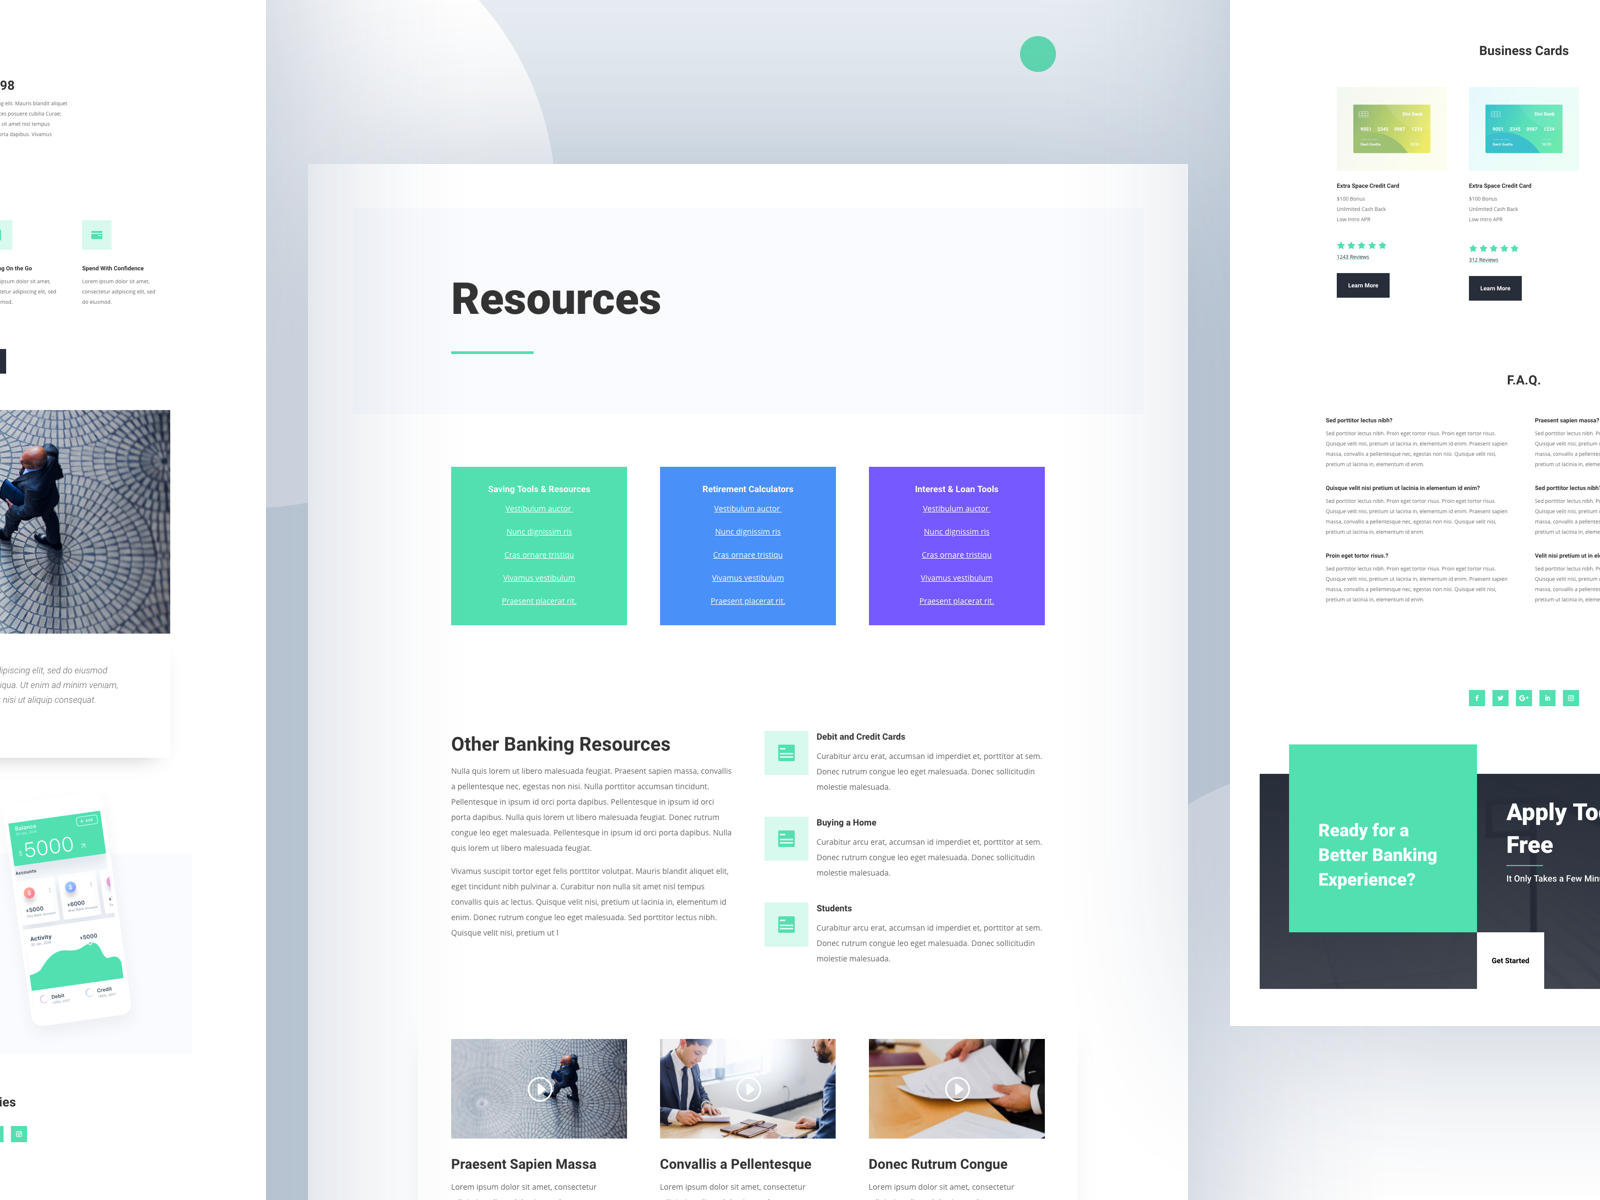 98
g elit. Mauris blandit aliquet
ces posuere cubilia Curae;
sit amet nisl tempus
orta dapibus. Vivamus
g On the Go
ipsum dolor sit amet,
tetur adipiscing elit, sed
mod.
Spend With Confidence
Lorem ipsum dolor sit amet,
consectetur adipiscing elit, sed
do eiusmod.
dipiscing elit, sed do eiusmod
iqua. Ut enim ad minim veniam,
nisi ut aliquip consequat.
Balance
+ Add
$ 5000
Accounts
+5000
+6000
Activity
+5000
Debit
Credit
ies
Resources
Saving Tools & Resources
Vestibulum auctor
Nunc dignissim ris
Cras ornare tristiqu
Vivamus vestibulum
Praesent placerat rit.
Retirement Calculators
Vestibulum auctor
Nunc dignissim ris
Cras ornare tristiqu
Vivamus vestibulum
Praesent placerat rit.
Interest & Loan Tools
Vestibulum auctor
Nunc dignissim ris
Cras ornare tristiqu
Vivamus vestibulum
Praesent placerat rit.
Other Banking Resources
Nulla quis lorem ut libero malesuada feugiat. Praesent sapien massa, convallis
a pellentesque nec, egestas non nisi. Nulla porttitor accumsan tincidunt.
Pellentesque in ipsum id orci porta dapibus. Pellentesque in ipsum id orci
porta dapibus. Nulla quis lorem ut libero malesuada feugiat. Donec rutrum
congue leo eget malesuada. Pellentesque in ipsum id orci porta dapibus. Nulla
quis lorem ut libero malesuada feugiat.
Vivamus suscipit tortor eget felis porttitor volutpat. Mauris blandit aliquet elit,
eget tincidunt nibh pulvinar a. Curabitur non nulla sit amet nisl tempus
convallis quis ac lectus. Quisque velit nisi, pretium ut lacinia in, elementum id
enim. Donec rutrum congue leo eget malesuada. Sed porttitor lectus nibh.
Quisque velit nisi, pretium ut l
Debit and Credit Cards
Curabitur arcu erat, accumsan id imperdiet et, porttitor at sem.
Donec rutrum congue leo eget malesuada. Donec sollicitudin
molestie malesuada.
Buying a Home
Curabitur arcu erat, accumsan id imperdiet et, porttitor at sem.
Donec rutrum congue leo eget malesuada. Donec sollicitudin
molestie malesuada.
Students
Curabitur arcu erat, accumsan id imperdiet et, porttitor at sem.
Donec rutrum congue leo eget malesuada. Donec sollicitudin
molestie malesuada.
Praesent Sapien Massa
Lorem ipsum dolor sit amet, consectetur
Convallis a Pellentesque
Lorem ipsum dolor sit amet, consectetur
Donec Rutrum Congue
Lorem ipsum dolor sit amet, consectetur
Business Cards
Divi Bank
9051 2345 0987 1234
Extra Space Credit Card
$100 Bonus
Unlimited Cash Back
Low Intro APR
1243 Reviews
Learn More
Divi Bank
9051 2345 0987 1234
Extra Space Credit Card
$100 Bonus
Unlimited Cash Back
Low Intro APR
312 Reviews
Learn More
F.A.Q.
Sed porttitor lectus nibh?
Sed porttitor lectus nibh. Proin eget tortor risus. Proin eget tortor risus.
Quisque velit nisi, pretium ut lacinia in, elementum id enim. Praesent sapien
massa, convallis a pellentesque nec, egestas non nisi. Quisque velit nisi,
pretium ut lacinia in, elementum id enim.
Quisque velit nisi pretium ut lacinia in elementum id enim?
Sed porttitor lectus nibh. Proin eget tortor risus. Proin eget tortor risus.
Quisque velit nisi, pretium ut lacinia in, elementum id enim. Praesent sapien
massa, convallis a pellentesque nec, egestas non nisi. Quisque velit nisi,
pretium ut lacinia in, elementum id enim.
Proin eget tortor risus.?
Sed porttitor lectus nibh. Proin eget tortor risus. Proin eget tortor risus.
Quisque velit nisi, pretium ut lacinia in, elementum id enim. Praesent sapien
massa, convallis a pellentesque nec, egestas non nisi. Quisque velit nisi,
pretium ut lacinia in, elementum id enim.
Praesent sapien massa?
Sed porttitor lectus nibh. P
Quisque velit nisi, pretium
massa, convallis a pellentes
pretium ut lacinia in, eleme
Sed porttitor lectus nibh?
Sed porttitor lectus nibh. P
Quisque velit nisi, pretium
massa, convallis a pellentes
pretium ut lacinia in, eleme
Velit nisi pretium ut in el
Sed porttitor lectus nibh. P
Quisque velit nisi, pretium
massa, convallis a pellentes
pretium ut lacinia in, eleme
Ready for a
Better Banking
Experience?
Apply To
Free
It Only Takes a Few Min
Get Started